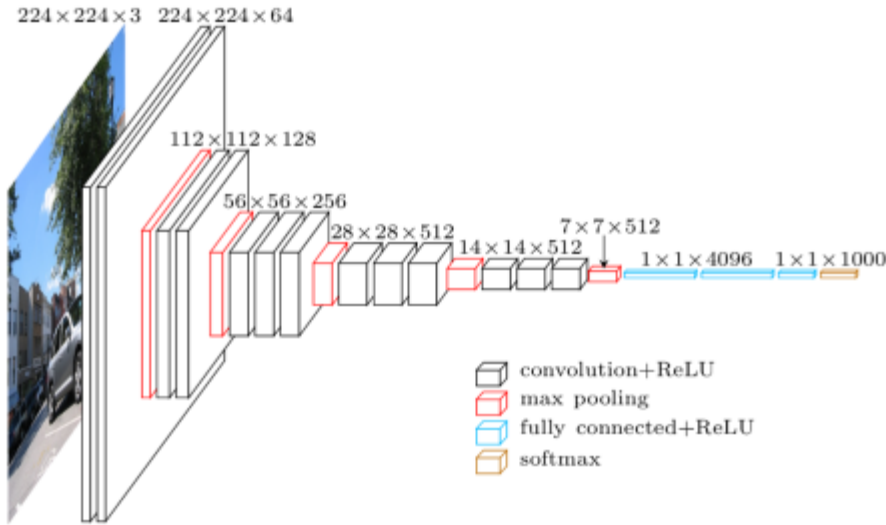 224×224×3
224×224×64
112×112×128
56×56×256
28×28×512
14×14×512
7×7×512
1×1×4096
1×1×1000
convolution+ReLU
max pooling
fully connected+ReLU
softmax